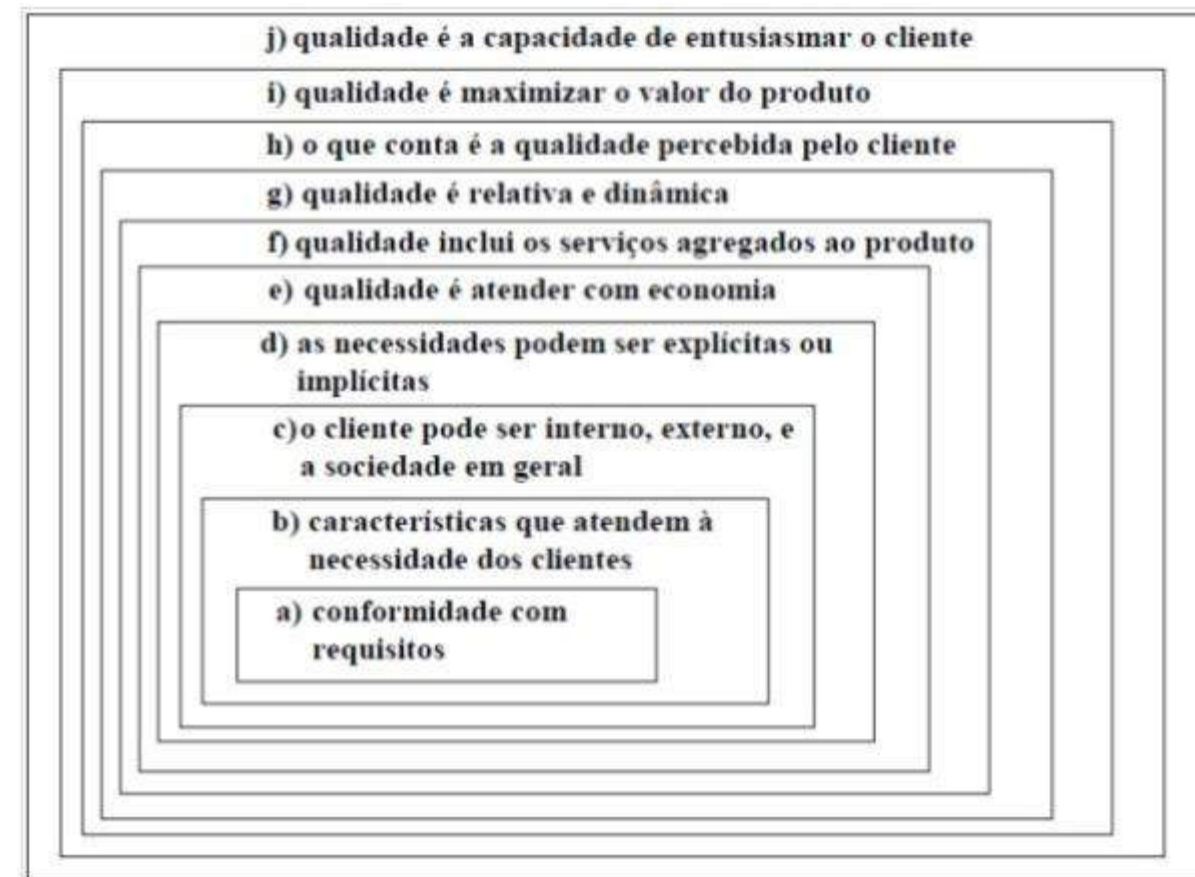 j) qualidade é a capacidade de entusiasmar o cliente
i) qualidade é maximizar o valor do produto
h) o que conta é a qualidade percebida pelo cliente
g) qualidade é relativa e dinâmica
f) qualidade inclui os serviços agregados ao produto
e) qualidade é atender com economia
d) as necessidades podem ser explícitas ou
implícitas
c) o cliente pode ser interno, externo, e
a sociedade em geral
b) características que atendem à
necessidade dos clientes
a) conformidade com
requisitos